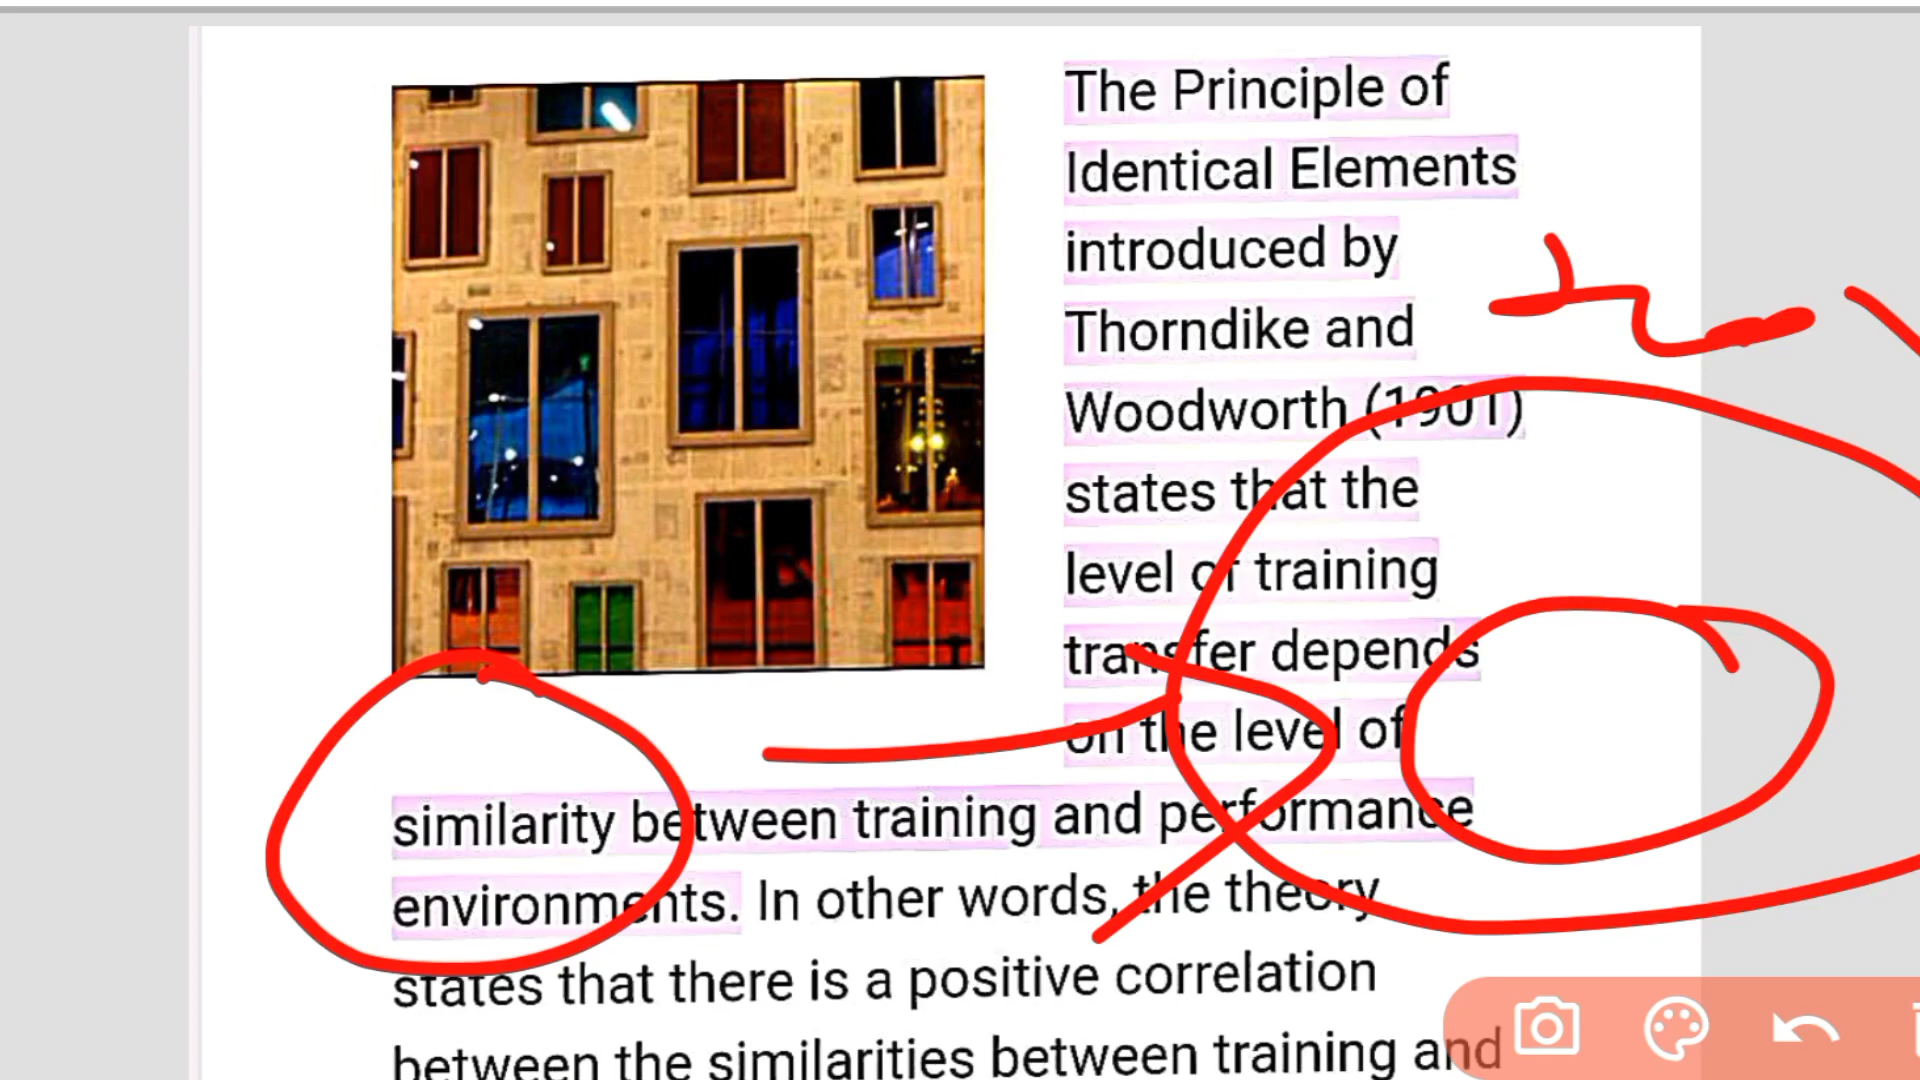 The Principle of
Identical Elements
introduced by
Thorndike and
Woodworth (1901)
states that the
level of training
transfer depends
on the level of
similarity between training and performance
environments. In other words, the theory
states that there is a positive correlation
between the similarities between training and